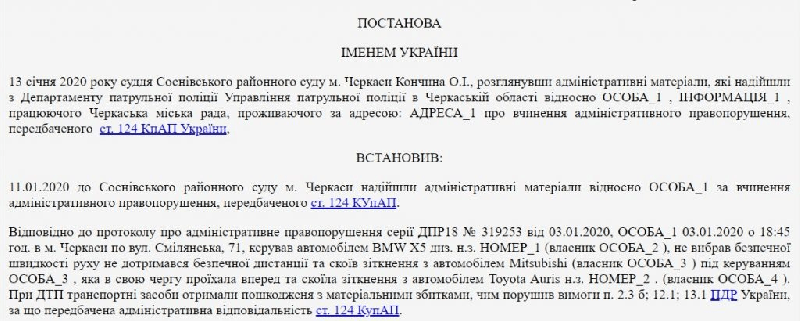 ПОСТАНОВА
ІМЕНЕМ УКРАЇНИ
13 січня 2020 року суддя Соснівського районного суду м. Черкаси Кончина О.І., розглянувши адміністративні матеріали, які надійшли
з Департаменту патрульної поліції Управління патрульної поліції в Черкаській області відносно ОСОБА_1 , ІНФОРМАЦІЯ_1 ,
працюючого Черкаська міська рада, проживаючого за адресою: АДРЕСА_1 про вчинення адміністративного правопорушення,
передбаченого ст. 124 КпАП України.
ВСТАНОВИВ:
11.01.2020 до Соснівського районного суду м. Черкаси надійшли адміністративні матеріали відносно ОСОБА_1 за вчинення
адміністративного правопорушення, передбаченого ст. 124 КУпАП.
Відповідно до протоколу про адміністративне правопорушення серії ДПР18 № 319253 від 03.01.2020, ОСОБА_1 03.01.2020 о 18:45
год. в м. Черкаси по вул. Смілянська, 71, керував автомобілем BMW X5 диз. н.з. НОМЕР_1 (власник ОСОБА_2 ), не вибрав безпечної
швидкості руху не дотримався безпечної дистанції та скоїв зіткнення з автомобілем Mitsubishi (власник ОСОБА_3 ) під керуванням
ОСОБА_3 , яка в свою чергу проїхала вперед та скоїла зіткнення з автомобілем Toyota Auris н.з. НОМЕР_2 . (власник ОСОБА_4 ).
При ДТП транспортні засоби отримали пошкодженя з матеріальними збитками, чим порушив вимоги п. 2.3 б; 12.1; 13.1 ПДР України,
за що передбачена адміністративна відповідальність ст. 124 КупАП.